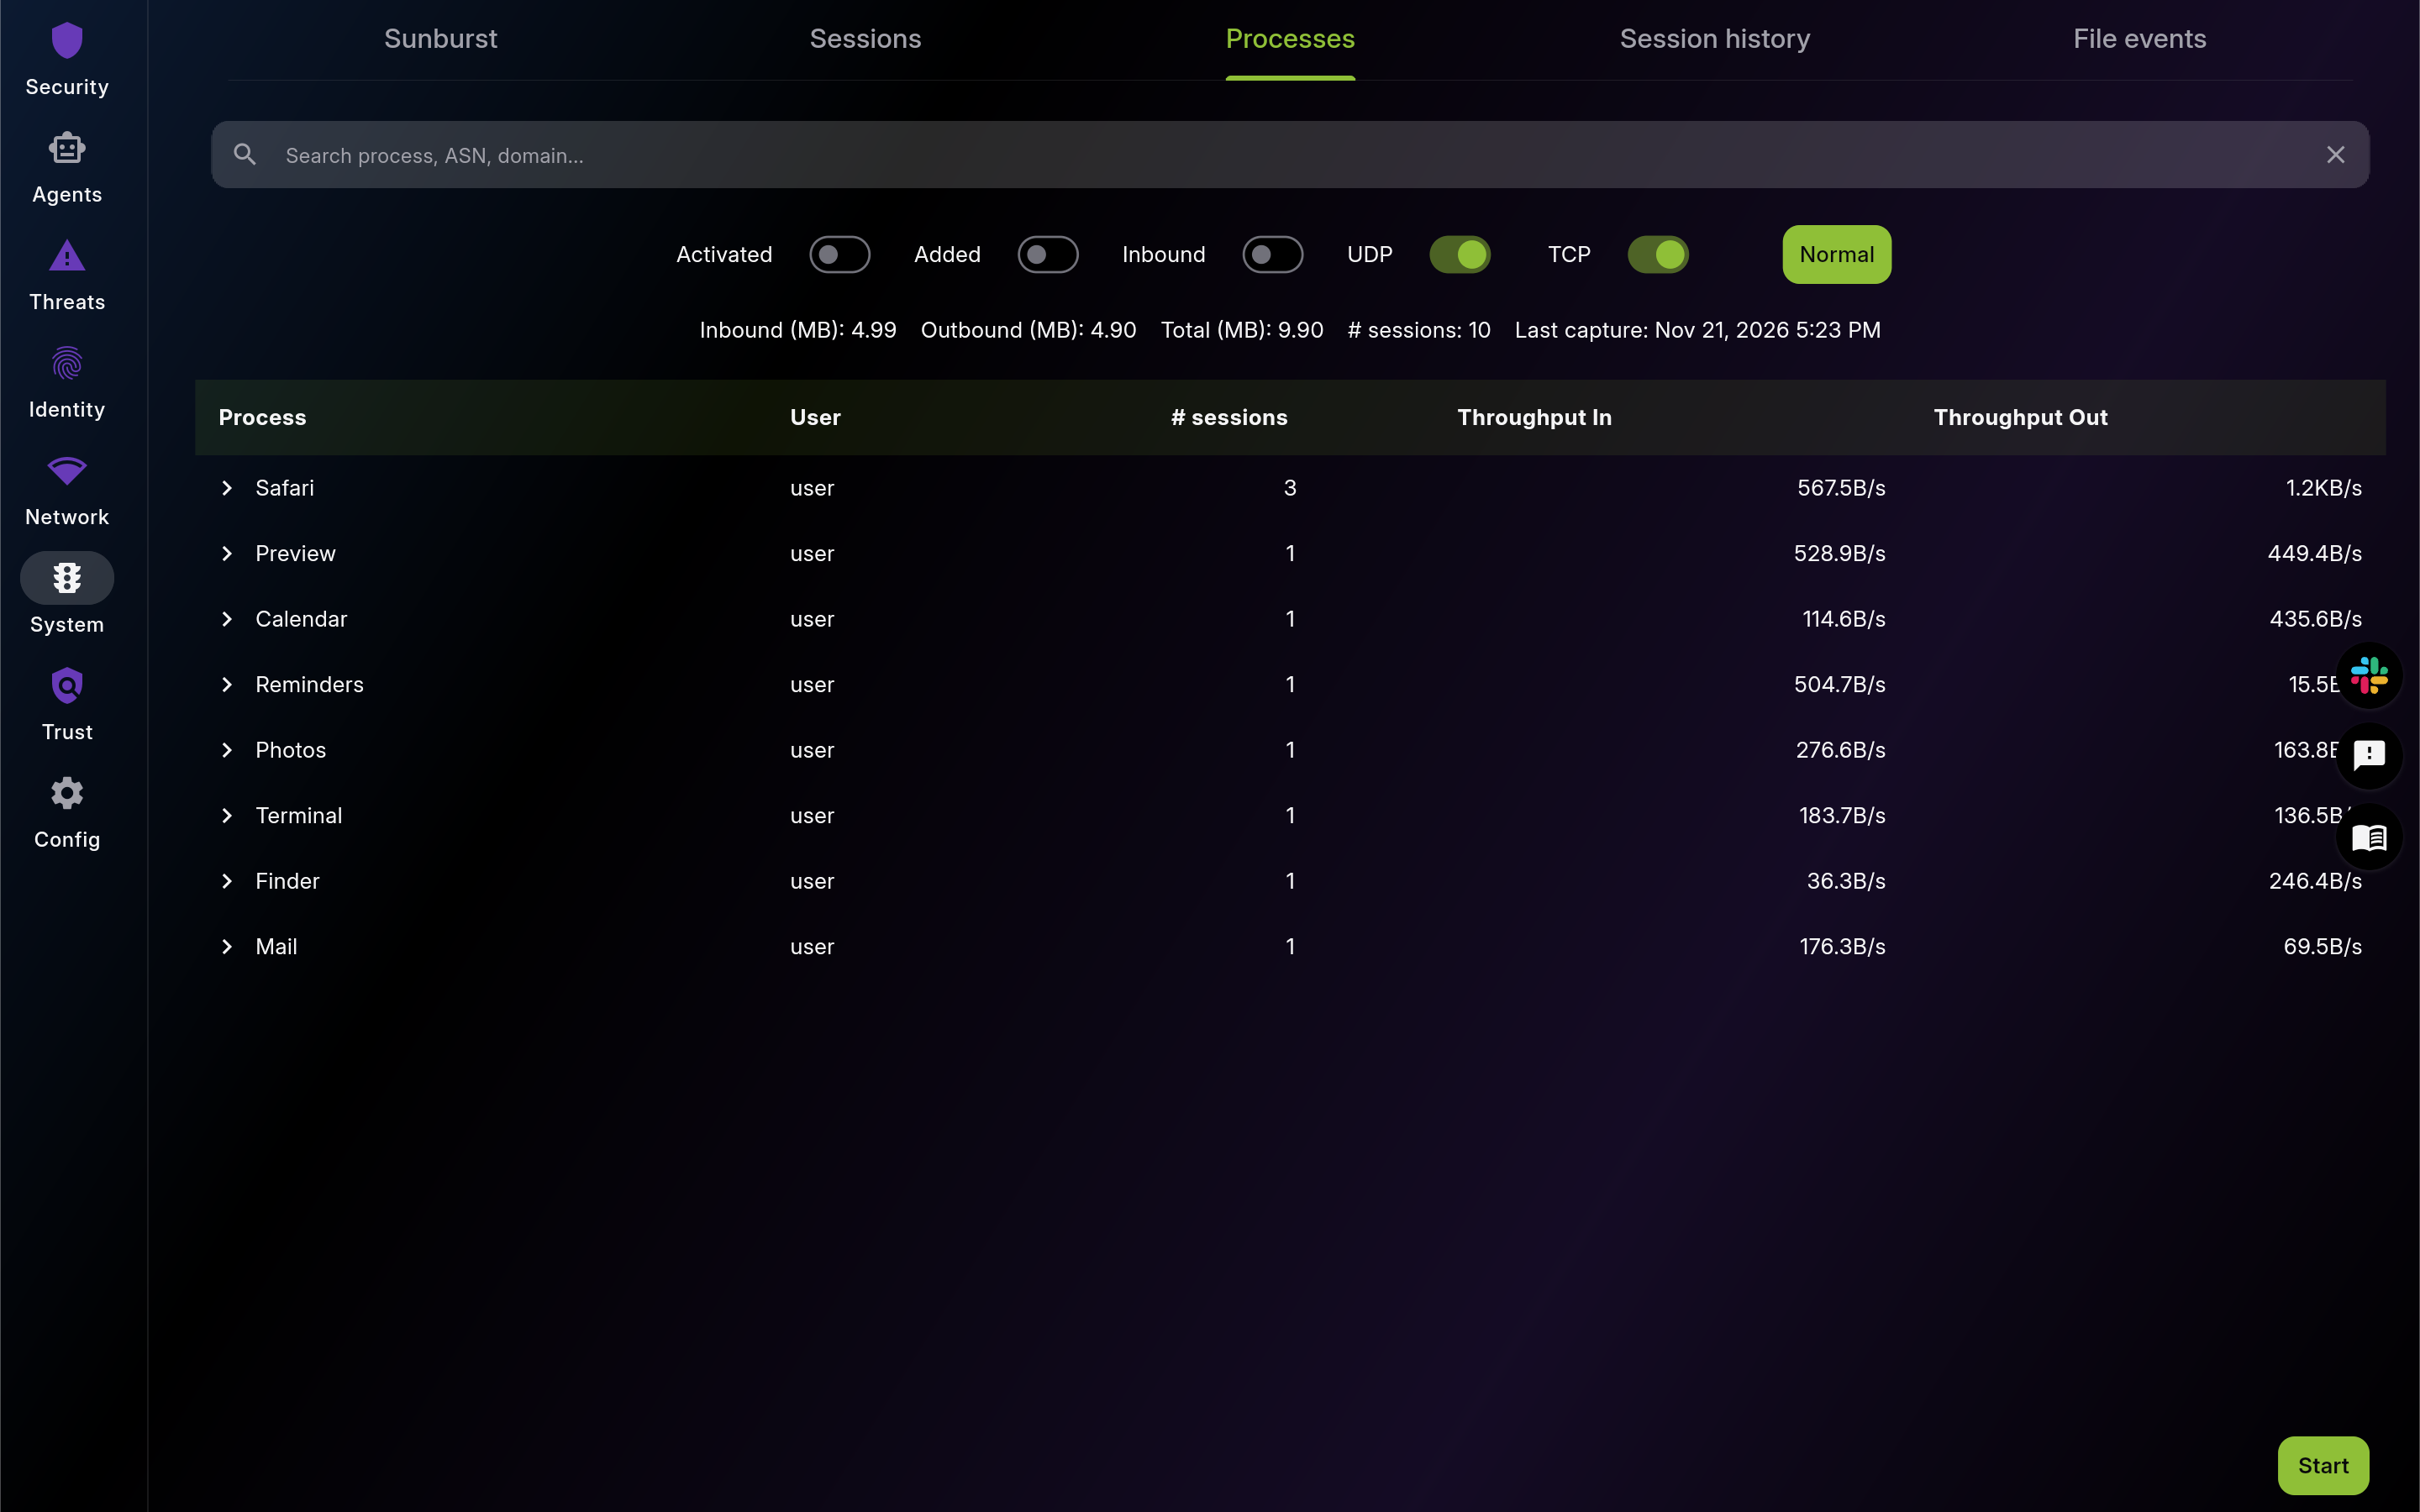 Sunburst Sessions Processes Session history File events
Security
Agents
Threats
Identity
Network
System
Trust
Config
Search process, ASN, domain...
Activated Added Inbound UDP TCP Normal
Inbound (MB): 4.99 Outbound (MB): 4.90 Total (MB): 9.90 # sessions: 10 Last capture: Nov 21, 2026 5:23 PM
Process User # sessions Throughput In Throughput Out
Safari user 3 567.5B/s 1.2KB/s
Preview user 1 528.9B/s 449.4B/s
Calendar user 1 114.6B/s 435.6B/s
Reminders user 1 504.7B/s
Photos user 1 276.6B/s
Terminal user 1 183.7B/s
Finder user 1 36.3B/s 246.4B/s
Mail user 1 176.3B/s 69.5B/s
Start